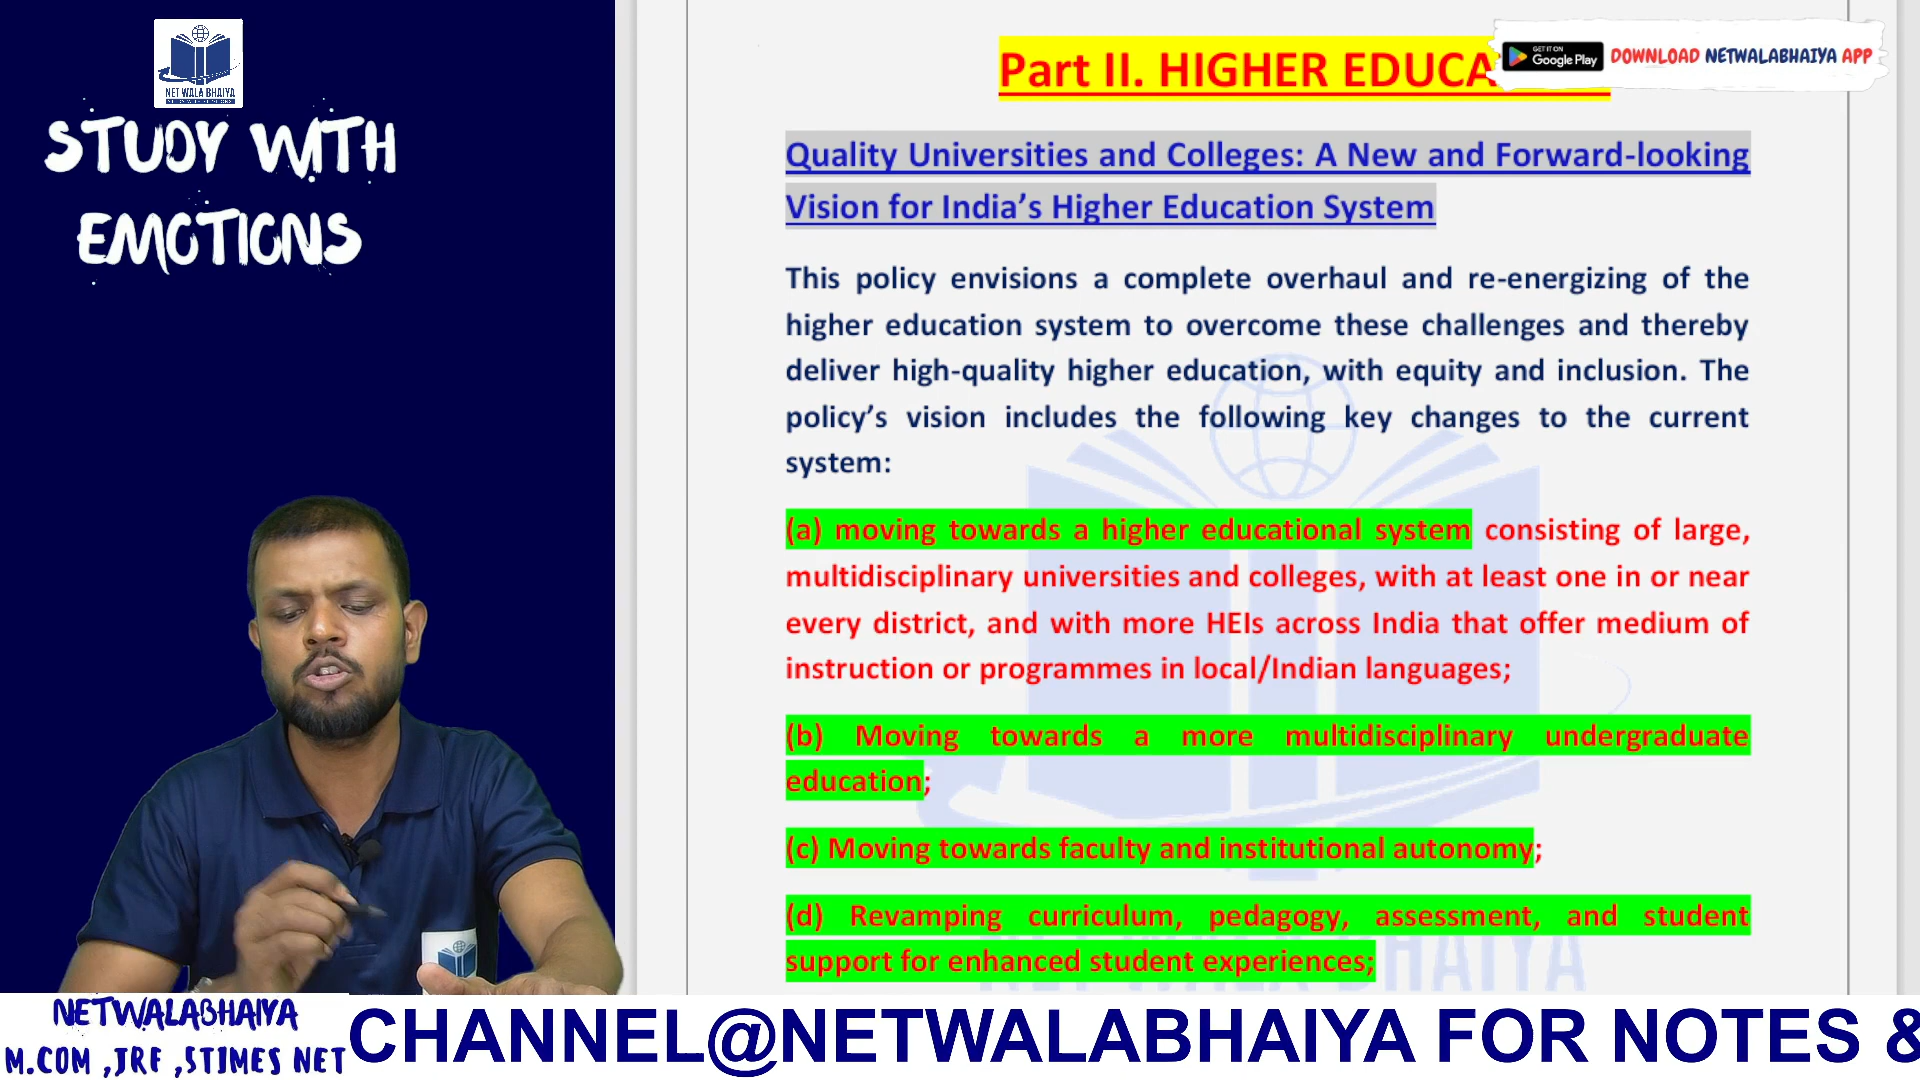 NET WALA BHAIYA
STUDY WITH
EMOTIONS
Part II. HIGHER EDUCA
GET IT ON
Google Play
DOWNLOAD NETWALABHAIYA APP
Quality Universities and Colleges: A New and Forward-looking
Vision for India’s Higher Education System
This policy envisions a complete overhaul and re-energizing of the
higher education system to overcome these challenges and thereby
deliver high-quality higher education, with equity and inclusion. The
policy’s vision includes the following key changes to the current
system:
(a) moving towards a higher educational system consisting of large,
multidisciplinary universities and colleges, with at least one in or near
every district, and with more HEIs across India that offer medium of
instruction or programmes in local/Indian languages;
(b) Moving towards a more multidisciplinary undergraduate
education;
(c) Moving towards faculty and institutional autonomy;
(d) Revamping curriculum, pedagogy, assessment, and student
support for enhanced student experiences;
NETWALABHAIYA
M.COM ,JRF ,5TIMES NET
CHANNEL@NETWALABHAIYA FOR NOTES &